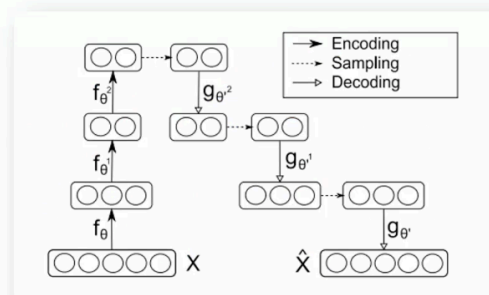 Encoding
Sampling
Decoding
fθ²
gθ'²
fθ¹
gθ'¹
fθ
gθ'
X
X̂